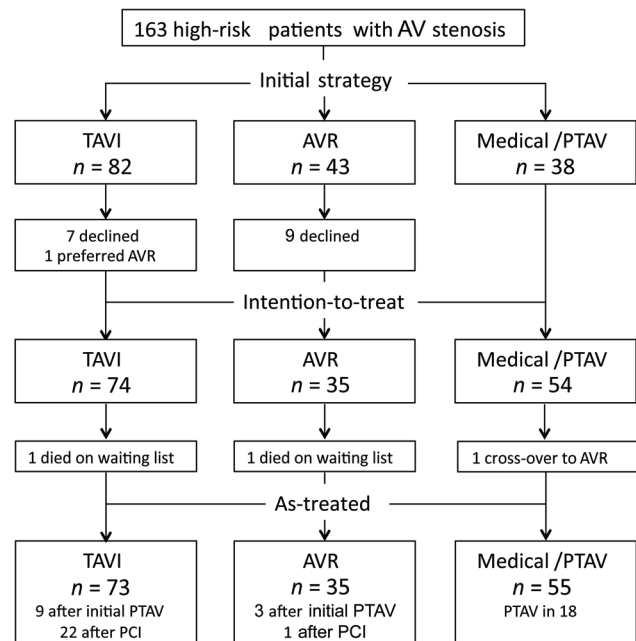 163 high-risk patients with AV stenosis
Initial strategy
TAVI
n = 82
AVR
n = 43
Medical /PTAV
n = 38
7 declined
1 preferred AVR
9 declined
Intention-to-treat
TAVI
n = 74
AVR
n = 35
Medical /PTAV
n = 54
1 died on waiting list
1 died on waiting list
1 cross-over to AVR
As-treated
TAVI
n = 73
9 after initial PTAV
22 after PCI
AVR
n = 35
3 after initial PTAV
1 after PCI
Medical /PTAV
n = 55
PTAV in 18